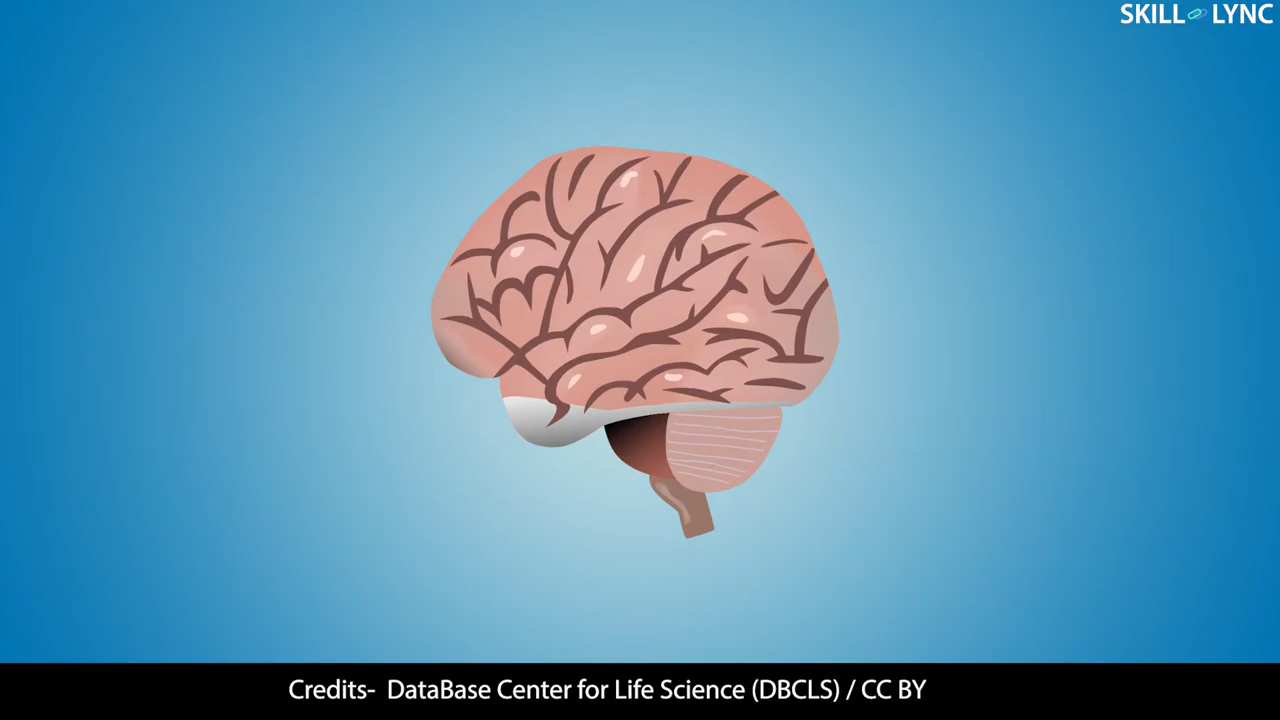 SKILL LYNC
Credits-  DataBase Center for Life Science (DBCLS) / CC BY